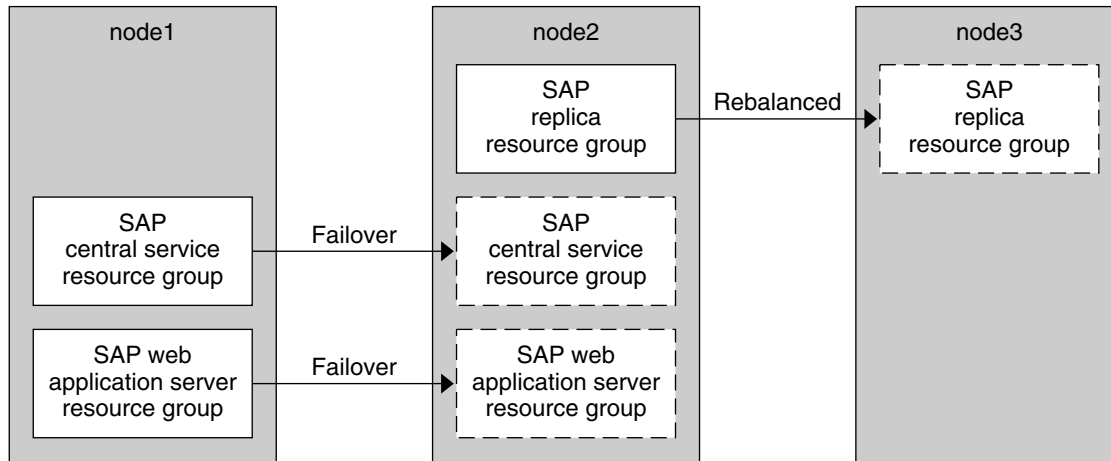 node1
node2
node3
SAP
replica
resource group
Rebalanced
SAP
replica
resource group
SAP
central service
resource group
Failover
SAP
central service
resource group
SAP web
application server
resource group
Failover
SAP web
application server
resource group